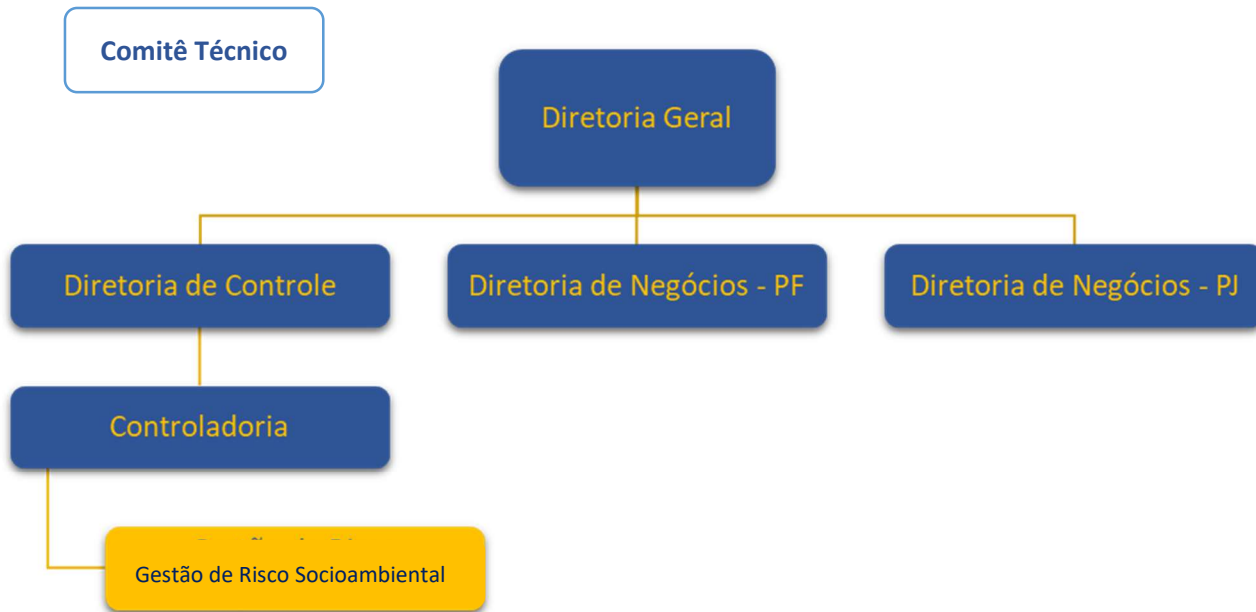 Comitê Técnico
Diretoria Geral
Diretoria de Controle
Diretoria de Negócios - PF
Diretoria de Negócios - PJ
Controladoria
Gestão de Risco Socioambiental